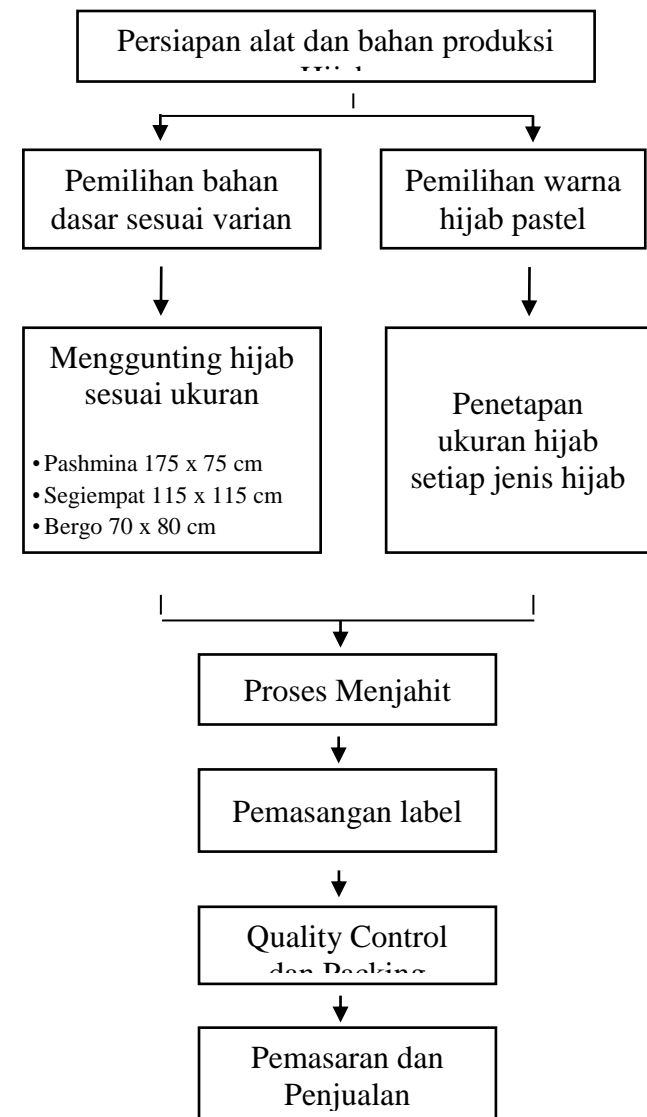 Persiapan alat dan bahan produksi
Pemilihan bahan
dasar sesuai varian
Pemilihan warna
hijab pastel
Menggunting hijab
sesuai ukuran
• Pashmina 175 x 75 cm
• Segiempat 115 x 115 cm
• Bergo 70 x 80 cm
Penetapan
ukuran hijab
setiap jenis hijab
Proses Menjahit
Pemasangan label
Quality Control
dan Packing
Pemasaran dan
Penjualan